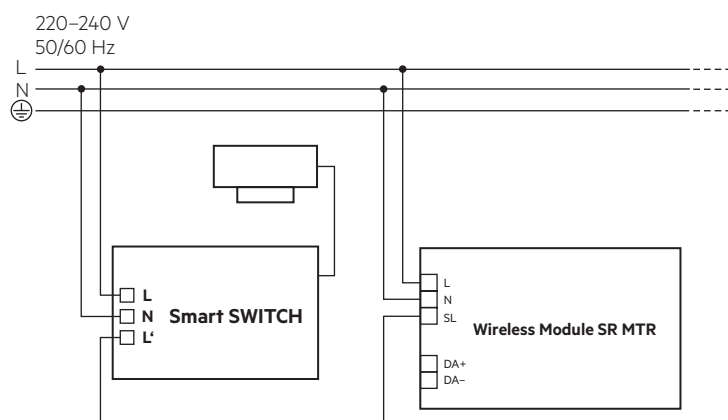 220–240 V
50/60 Hz
L
N
L
N Smart SWITCH
L‘
L
N
SL
Wireless Module SR MTR
DA+
DA–